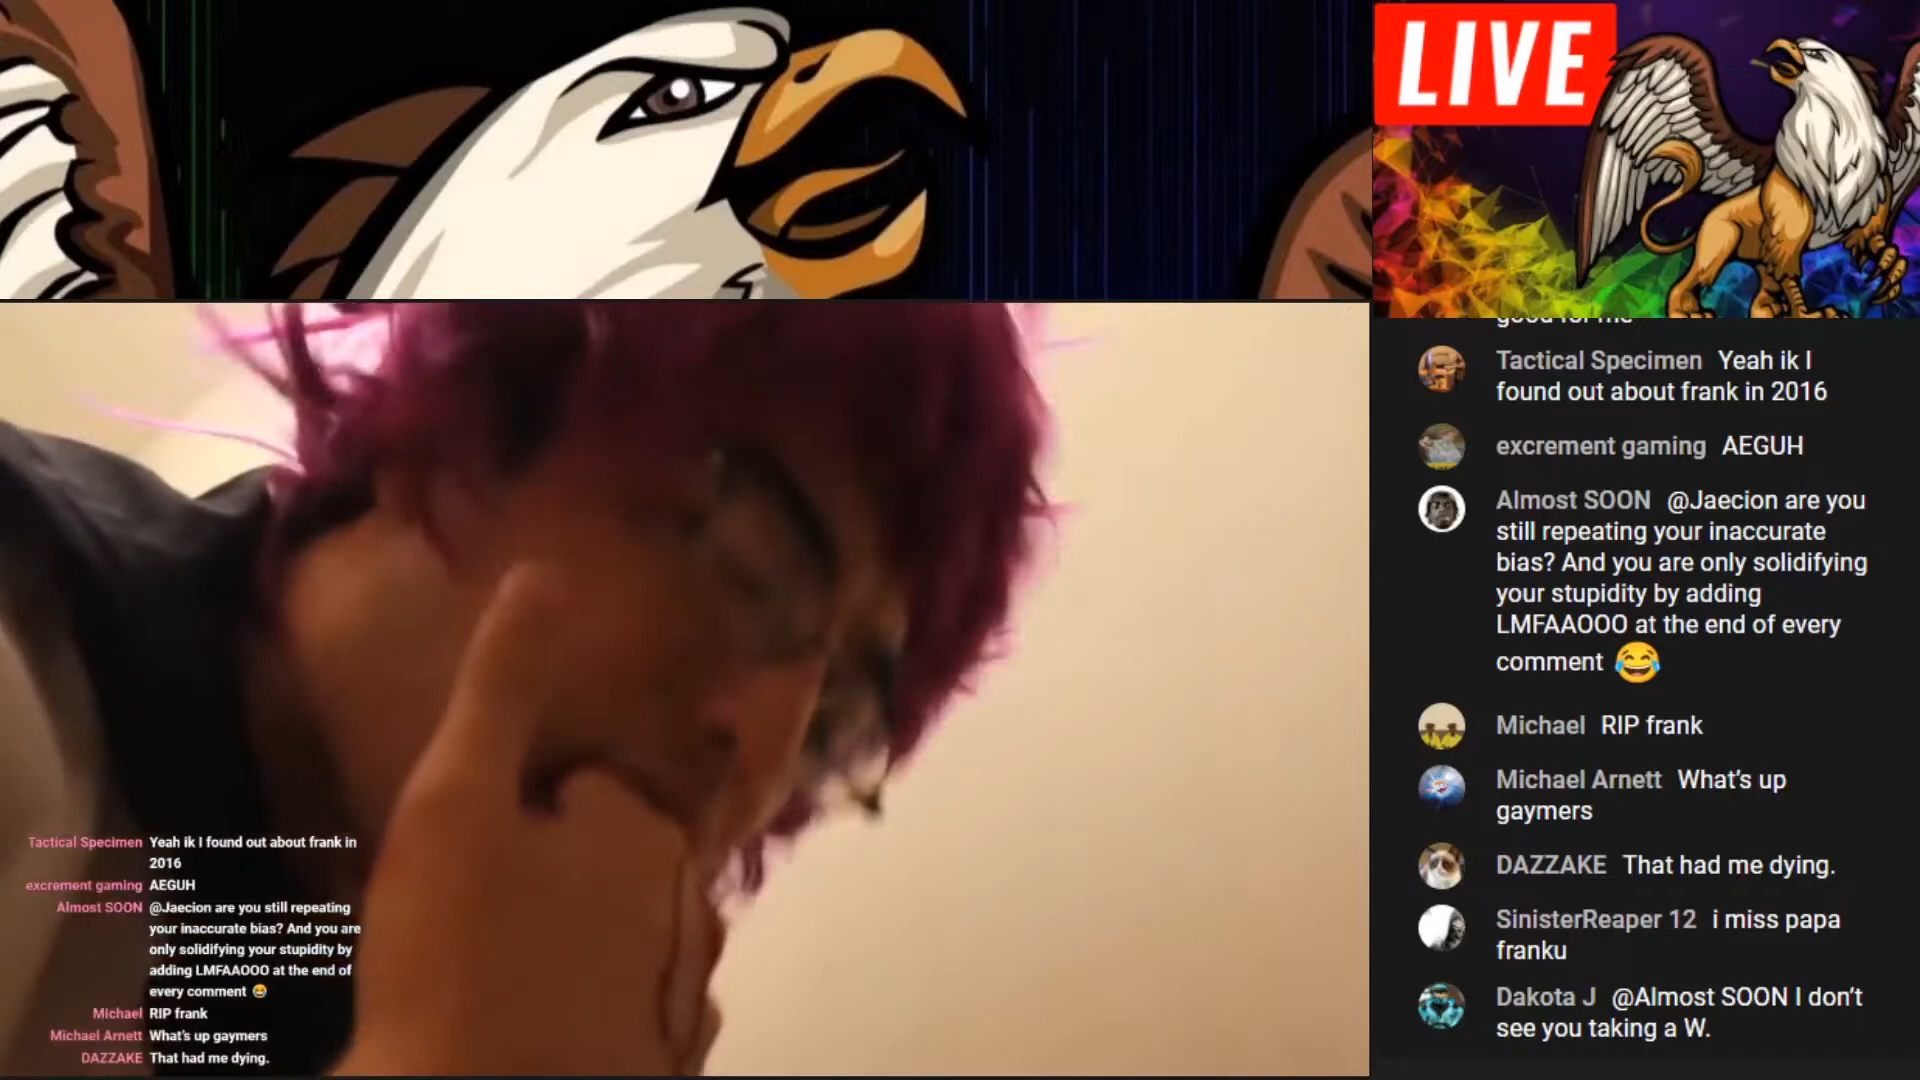 LIVE
good for me
Tactical Specimen Yeah ik I
found out about frank in 2016
excrement gaming AEGUH
Almost SOON @Jaecion are you
still repeating your inaccurate
bias? And you are only solidifying
your stupidity by adding
LMFAAOOO at the end of every
comment 😂
Michael RIP frank
Michael Arnett What's up
gaymers
DAZZAKE That had me dying.
SinisterReaper 12 i miss papa
franku
Dakota J @Almost SOON I don't
see you taking a W.
Tactical Specimen Yeah ik I found out about frank in
2016
excrement gaming AEGUH
Almost SOON @Jaecion are you still repeating
your inaccurate bias? And you are
only solidifying your stupidity by
adding LMFAAOOO at the end of
every comment 😂
Michael RIP frank
Michael Arnett What's up gaymers
DAZZAKE That had me dying.